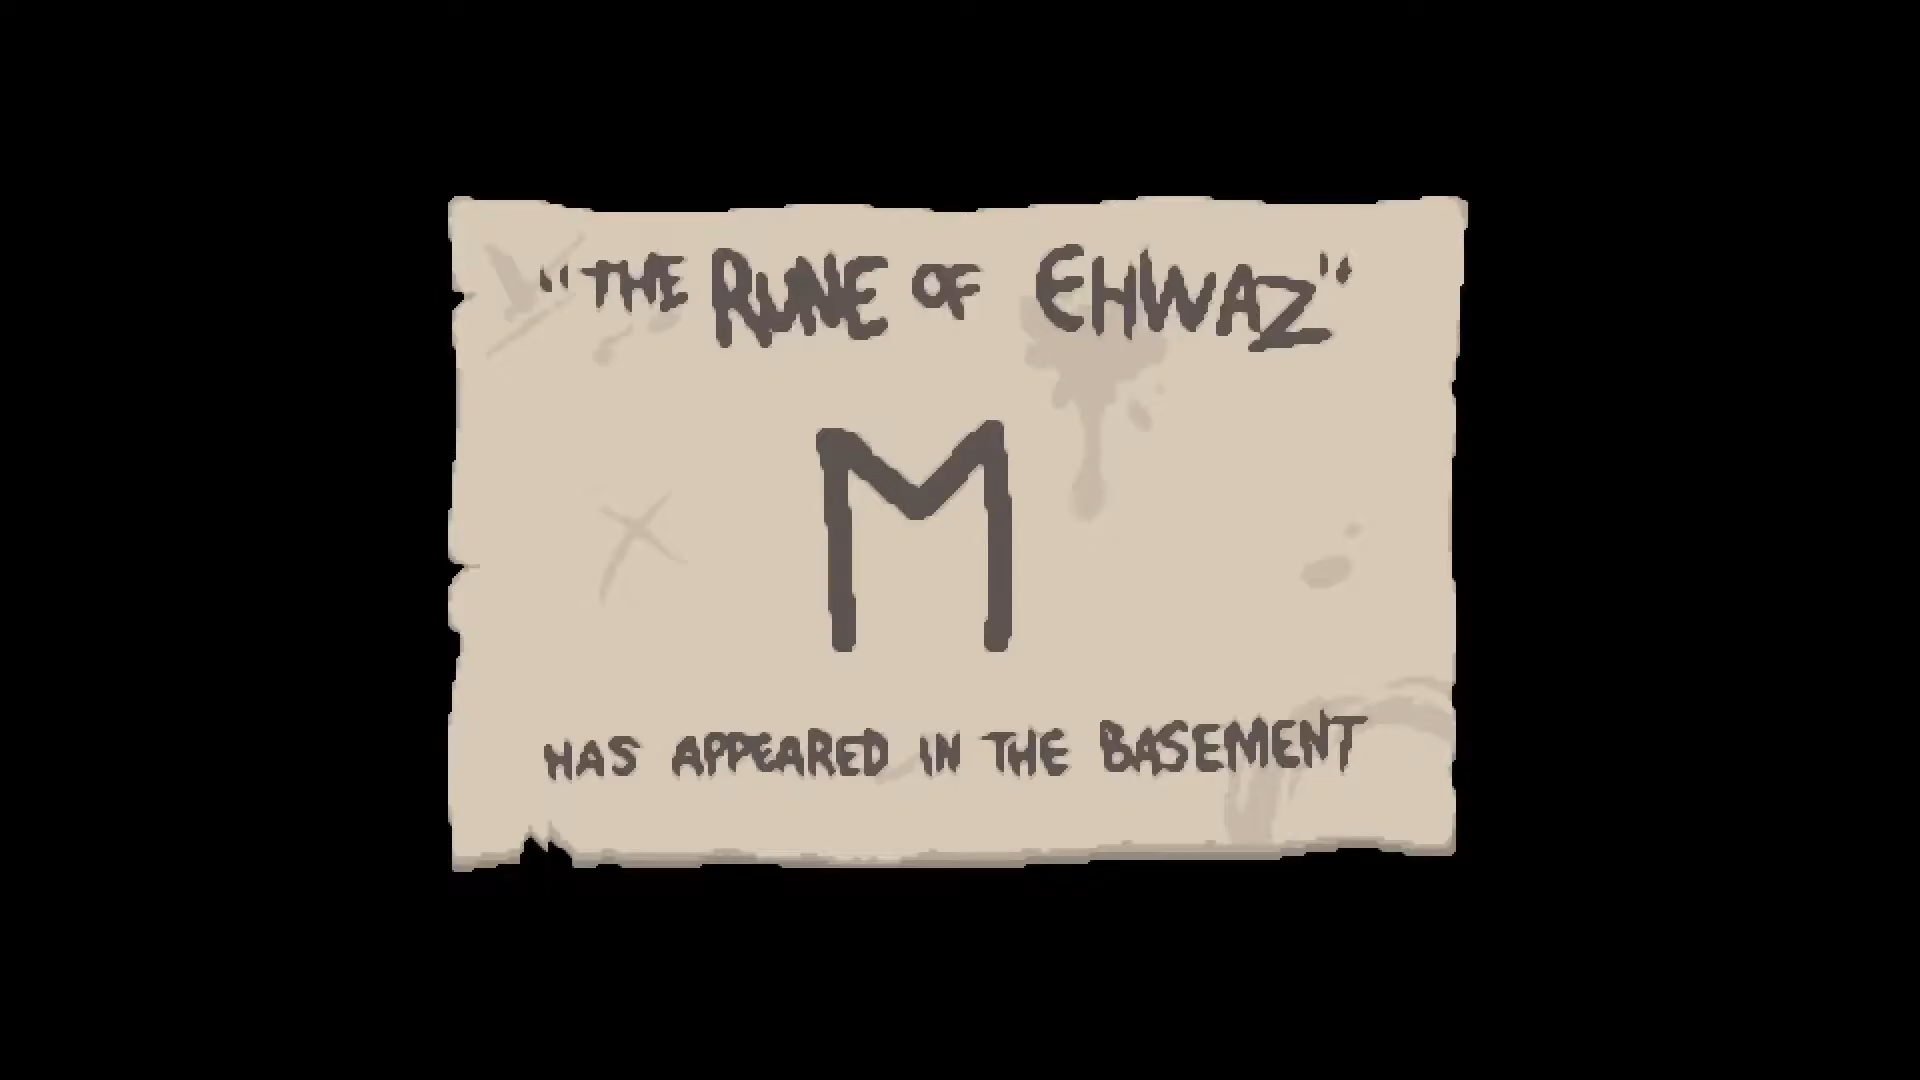 "THE RUNE OF EHWAZ"
ᛖ
HAS APPEARED IN THE BASEMENT